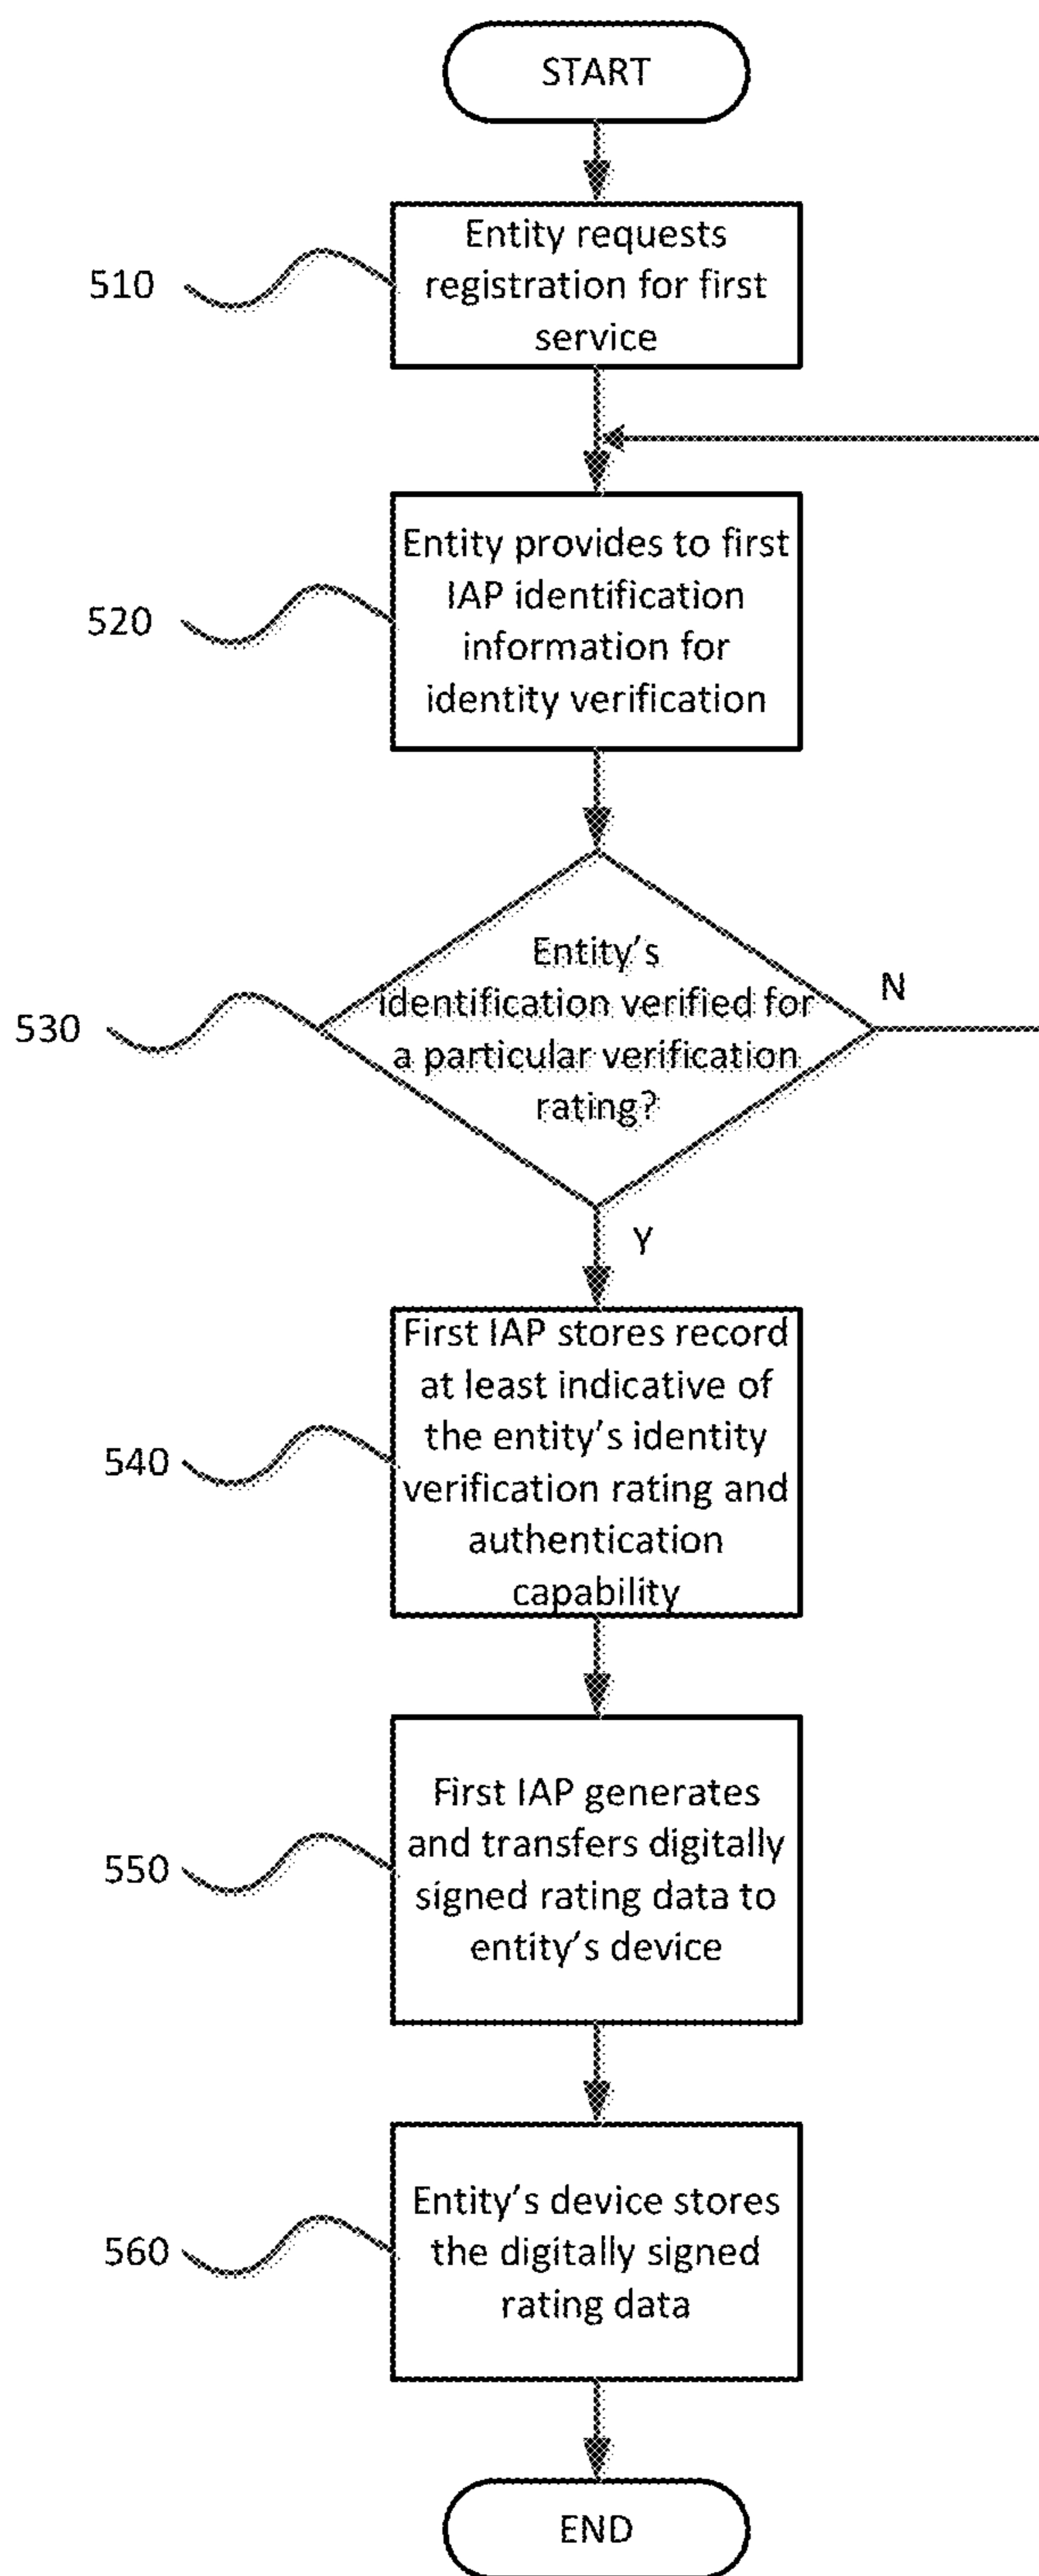 START
510
Entity requests
registration for first
service
520
Entity provides to first
IAP identification
information for
identity verification
530
Entity's
identification verified for
a particular verification
rating?
N
Y
540
First IAP stores record
at least indicative of
the entity's identity
verification rating and
authentication
capability
550
First IAP generates
and transfers digitally
signed rating data to
entity's device
560
Entity's device stores
the digitally signed
rating data
END